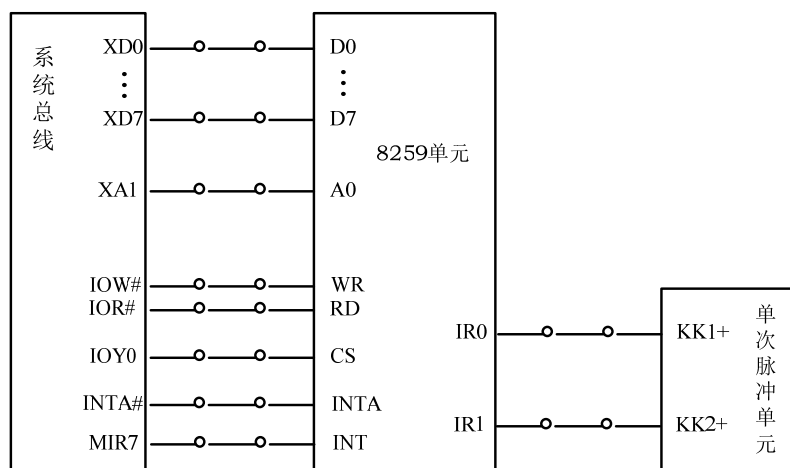 系统总线
XD0
XD7
XA1
IOW#
IOR#
IOY0
INTA#
MIR7
D0
D7
8259单元
A0
WR
RD
CS
INTA
INT
IR0
IR1
KK1+
KK2+
单次脉冲单元